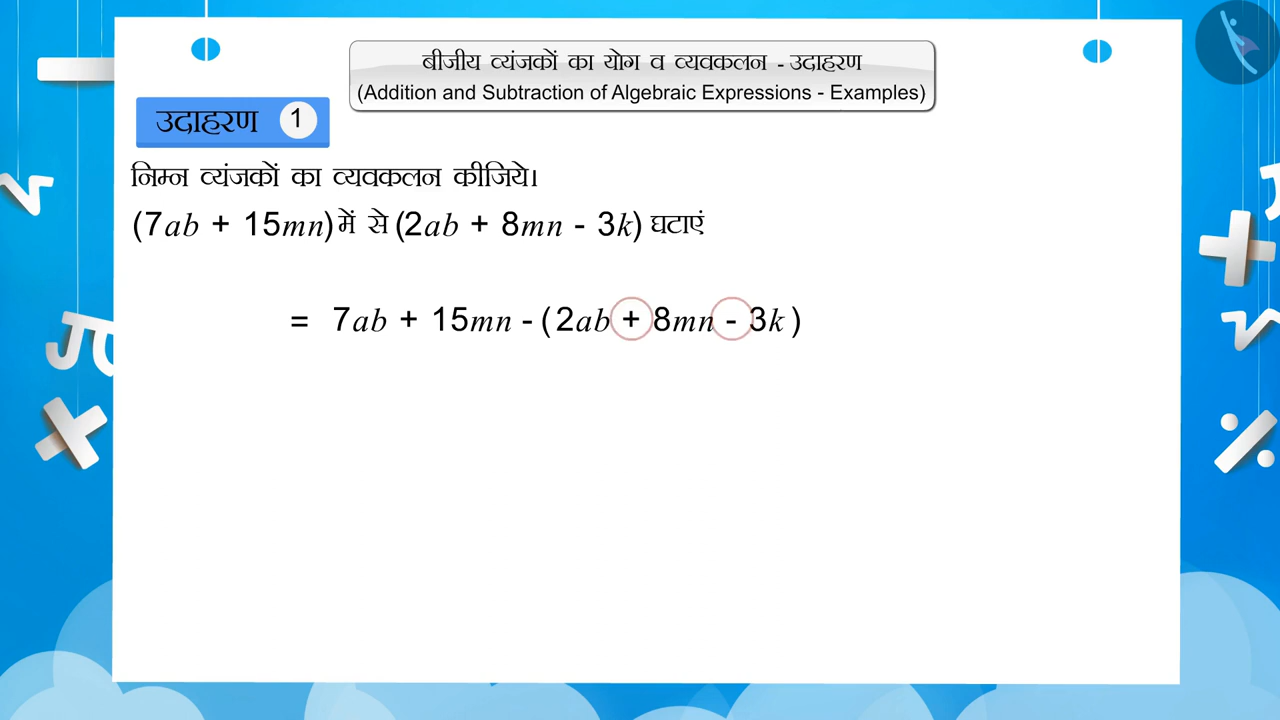 बीजीय व्यंजकों का योग व व्यवकलन - उदाहरण
(Addition and Subtraction of Algebraic Expressions - Examples)
उदाहरण 1
निम्न व्यंजकों का व्यवकलन कीजिये।
(7ab + 15mn) में से (2ab + 8mn - 3k) घटाएं
= 7ab + 15mn - (2ab + 8mn - 3k)